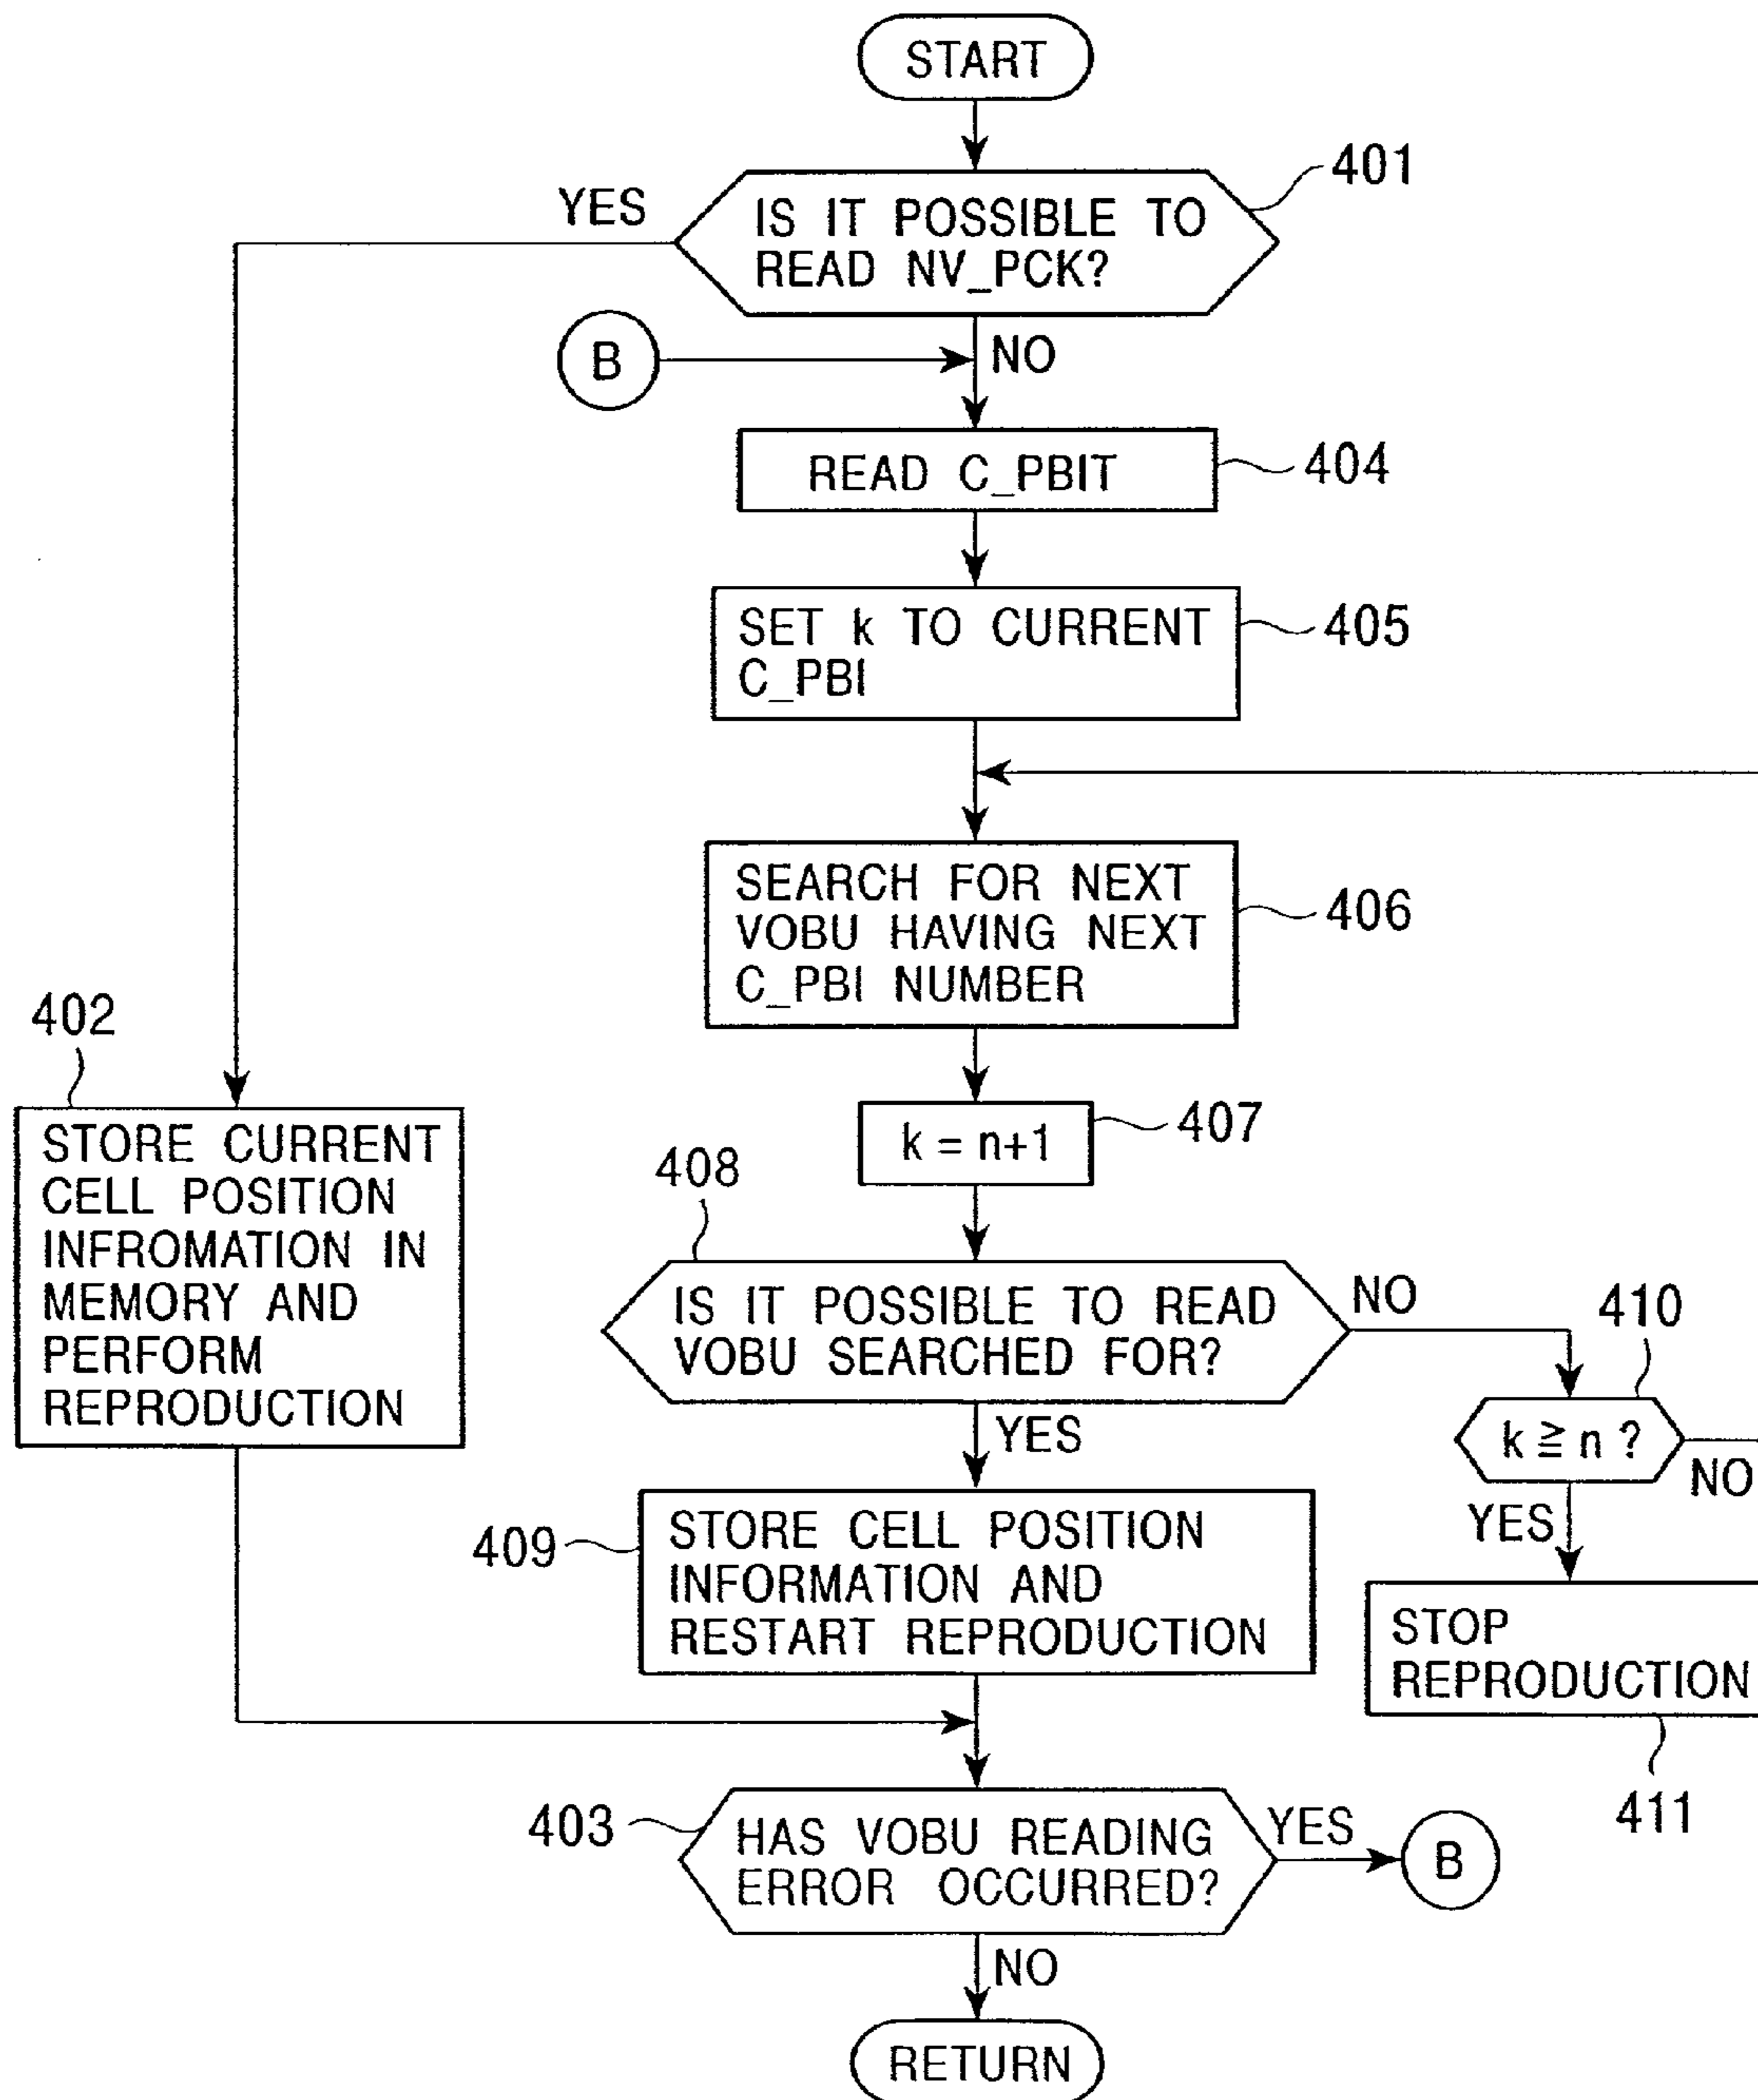 START
401
YES
IS IT POSSIBLE TO
READ NV_PCK?
B
NO
READ C_PBIT
404
SET k TO CURRENT
C_PBI
405
SEARCH FOR NEXT
VOBU HAVING NEXT
C_PBI NUMBER
406
402
STORE CURRENT
CELL POSITION
INFROMATION IN
MEMORY AND
PERFORM
REPRODUCTION
k = n+1
407
408
IS IT POSSIBLE TO READ
VOBU SEARCHED FOR?
NO
410
k ≧ n ?
NO
YES
YES
409
STORE CELL POSITION
INFORMATION AND
RESTART REPRODUCTION
STOP
REPRODUCTION
411
403
HAS VOBU READING
ERROR OCCURRED?
YES
B
NO
RETURN